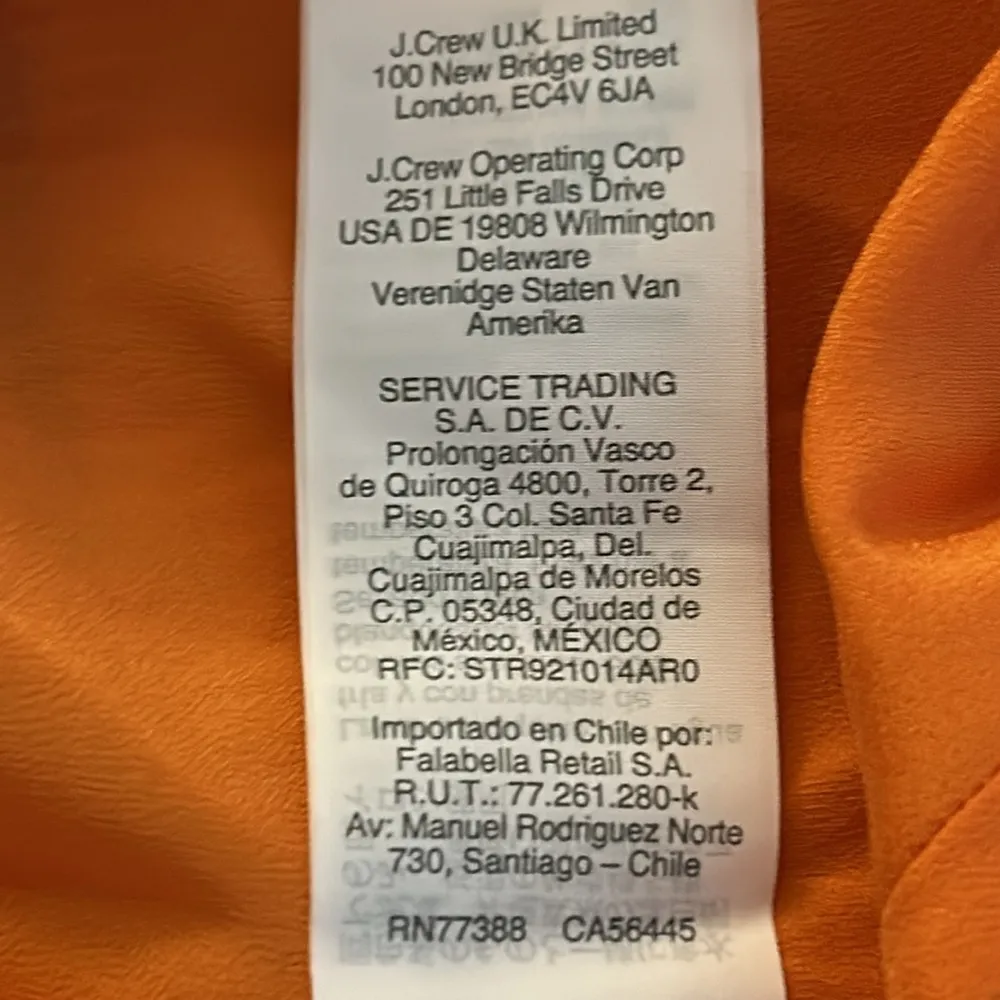 J.Crew U.K. Limited
100 New Bridge Street
London, EC4V 6JA
J.Crew Operating Corp
251 Little Falls Drive
USA DE 19808 Wilmington
Delaware
Verenidge Staten Van
Amerika
SERVICE TRADING
S.A. DE C.V.
Prolongación Vasco
de Quiroga 4800, Torre 2,
Piso 3 Col. Santa Fe
Cuajimalpa, Del.
Cuajimalpa de Morelos
C.P. 05348, Ciudad de
México, MÉXICO
RFC: STR921014AR0
Importado en Chile por:
Falabella Retail S.A.
R.U.T.: 77.261.280-k
Av: Manuel Rodriguez Norte
730, Santiago – Chile
RN77388 CA56445